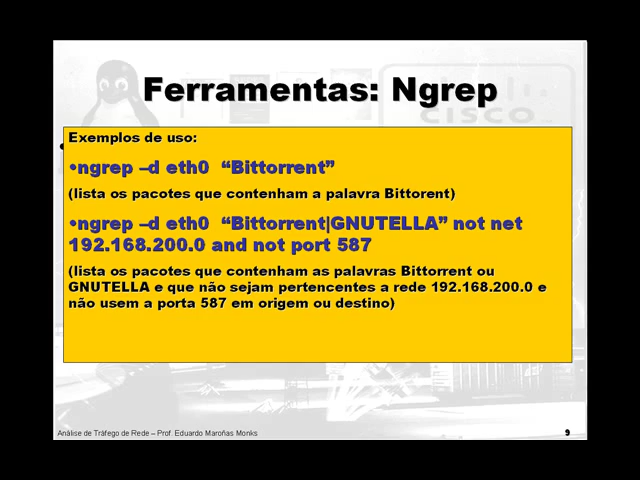 Ferramentas: Ngrep
CISCO
Exemplos de uso:
•ngrep –d eth0 “Bittorrent”
(lista os pacotes que contenham a palavra Bittorent)
•ngrep –d eth0 “Bittorrent|GNUTELLA” not net
192.168.200.0 and not port 587
(lista os pacotes que contenham as palavras Bittorrent ou
GNUTELLA e que não sejam pertencentes a rede 192.168.200.0 e
não usem a porta 587 em origem ou destino)
Análise de Tráfego de Rede – Prof. Eduardo Maroñas Monks
9